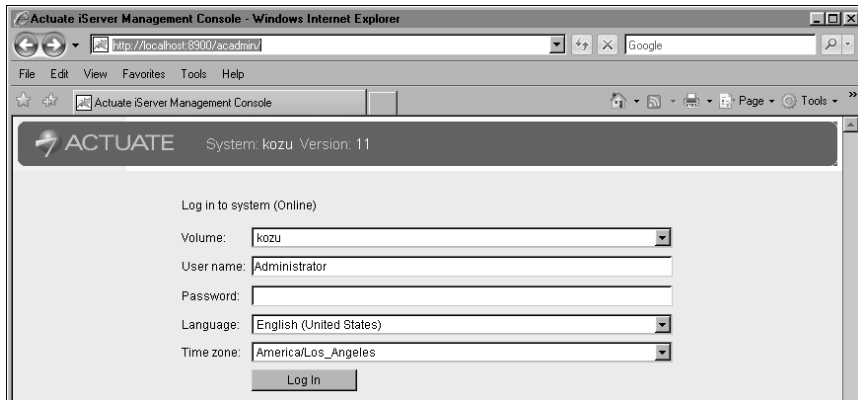 Actuate iServer Management Console - Windows Internet Explorer
http://localhost:8900/acadmin/
Google
File Edit View Favorites Tools Help
Actuate iServer Management Console
Page Tools
ACTUATE System: kozu Version: 11
Log in to system (Online)
Volume: kozu
User name: Administrator
Password:
Language: English (United States)
Time zone: America/Los_Angeles
Log In